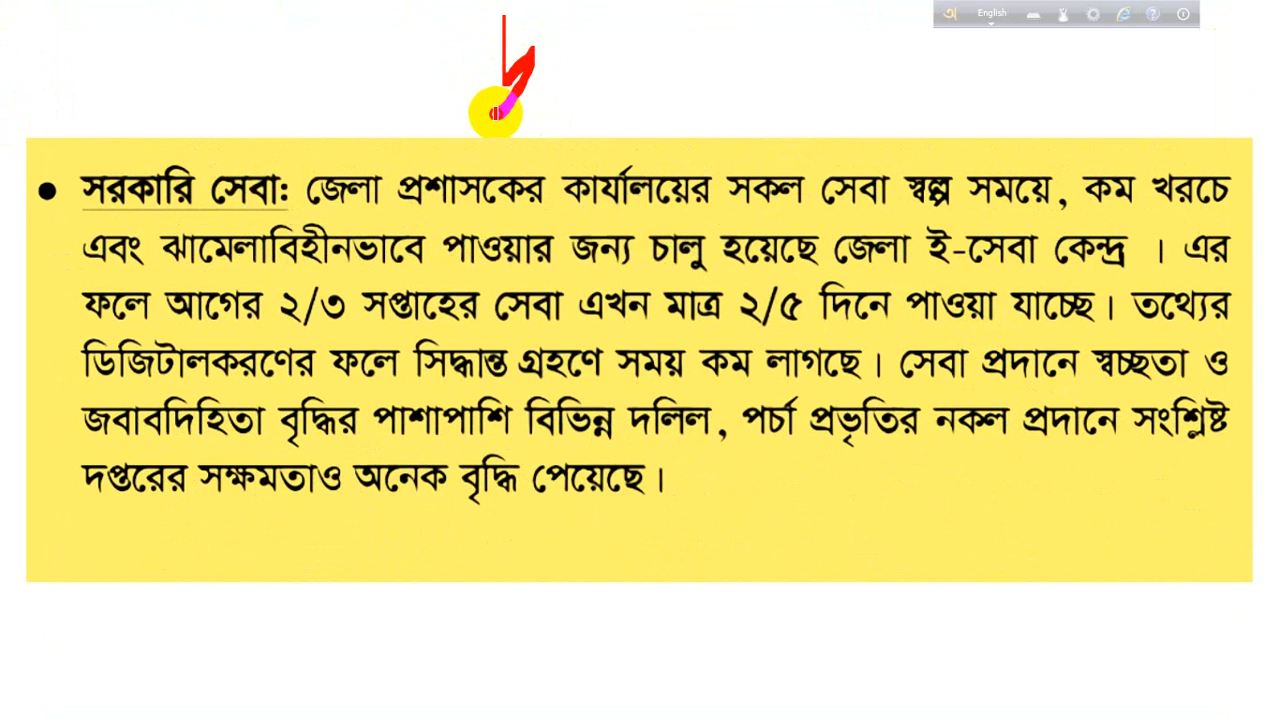 অ English
• সরকারি সেবা: জেলা প্রশাসকের কার্যালয়ের সকল সেবা স্বল্প সময়ে, কম খরচে
এবং ঝামেলাবিহীনভাবে পাওয়ার জন্য চালু হয়েছে জেলা ই-সেবা কেন্দ্র । এর
ফলে আগের ২/৩ সপ্তাহের সেবা এখন মাত্র ২/৫ দিনে পাওয়া যাচ্ছে। তথ্যের
ডিজিটালকরণের ফলে সিদ্ধান্ত গ্রহণে সময় কম লাগছে। সেবা প্রদানে স্বচ্ছতা ও
জবাবদিহিতা বৃদ্ধির পাশাপাশি বিভিন্ন দলিল, পর্চা প্রভৃতির নকল প্রদানে সংশ্লিষ্ট
দপ্তরের সক্ষমতাও অনেক বৃদ্ধি পেয়েছে।